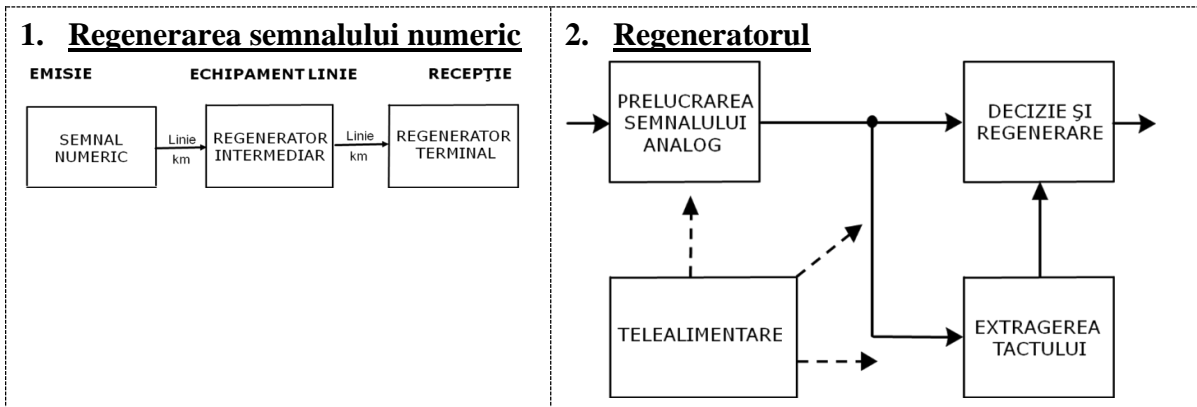 1. Regenerarea semnalului numeric
EMISIE ECHIPAMENT LINIE RECEPŢIE
SEMNAL
NUMERIC
Linie
km
REGENERATOR
INTERMEDIAR
Linie
km
REGENERATOR
TERMINAL
2. Regeneratorul
PRELUCRAREA
SEMNALULUI
ANALOG
DECIZIE ŞI
REGENERARE
TELEALIMENTARE
EXTRAGEREA
TACTULUI